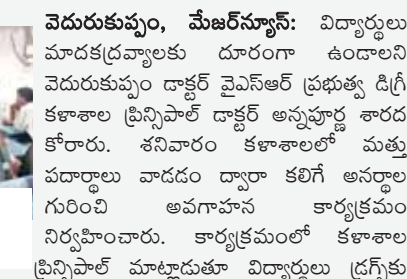 వెదురుకుప్పం, మేజర్‌న్యూస్: విద్యార్థులు
మాదకద్రవ్యాలకు దూరంగా ఉండాలని
వెదురుకుప్పం డాక్టర్ వైఎస్ఆర్ ప్రభుత్వ డిగ్రీ
కళాశాల ప్రిన్సిపాల్ డాక్టర్ అన్నపూర్ణ శారద
కోరారు. శనివారం కళాశాలలో మత్తు
పదార్థాలు వాడడం ద్వారా కలిగే అనర్థాల
గురించి అవగాహన కార్యక్రమం
నిర్వహించారు. కార్యక్రమంలో కళాశాల
ప్రిన్సిపాల్ మాట్లాడుతూ విద్యార్థులు డ్రగ్స్‌కు